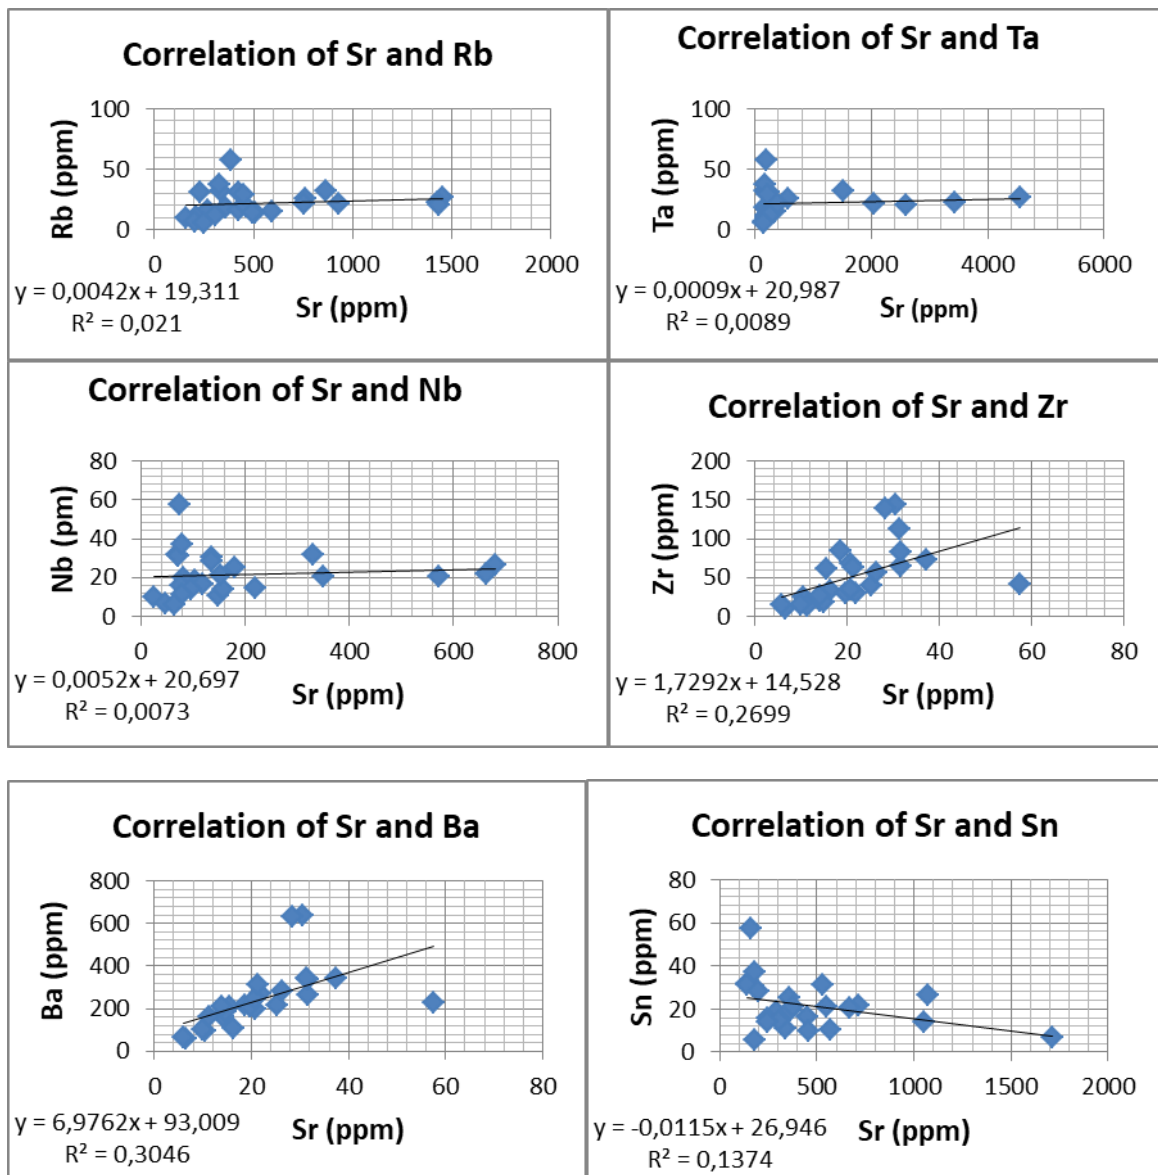 Correlation of Sr and Rb
Rb (ppm)
100
50
0
0 500 1000 1500 2000
y = 0,0042x + 19,311
R² = 0,021
Sr (ppm)
Correlation of Sr and Ta
Ta (ppm)
100
50
0
0 2000 4000 6000
y = 0,0009x + 20,987
R² = 0,0089
Sr (ppm)
Correlation of Sr and Nb
Nb (pm)
80
60
40
20
0
0 200 400 600 800
y = 0,0052x + 20,697
R² = 0,0073
Sr (ppm)
Correlation of Sr and Zr
Zr (ppm)
200
150
100
50
0
0 20 40 60 80
y = 1,7292x + 14,528
R² = 0,2699
Sr (ppm)
Correlation of Sr and Ba
Ba (ppm)
800
600
400
200
0
0 20 40 60 80
y = 6,9762x + 93,009
R² = 0,3046
Sr (ppm)
Correlation of Sr and Sn
Sn (ppm)
80
60
40
20
0
0 500 1000 1500 2000
y = -0,0115x + 26,946
R² = 0,1374
Sr (ppm)